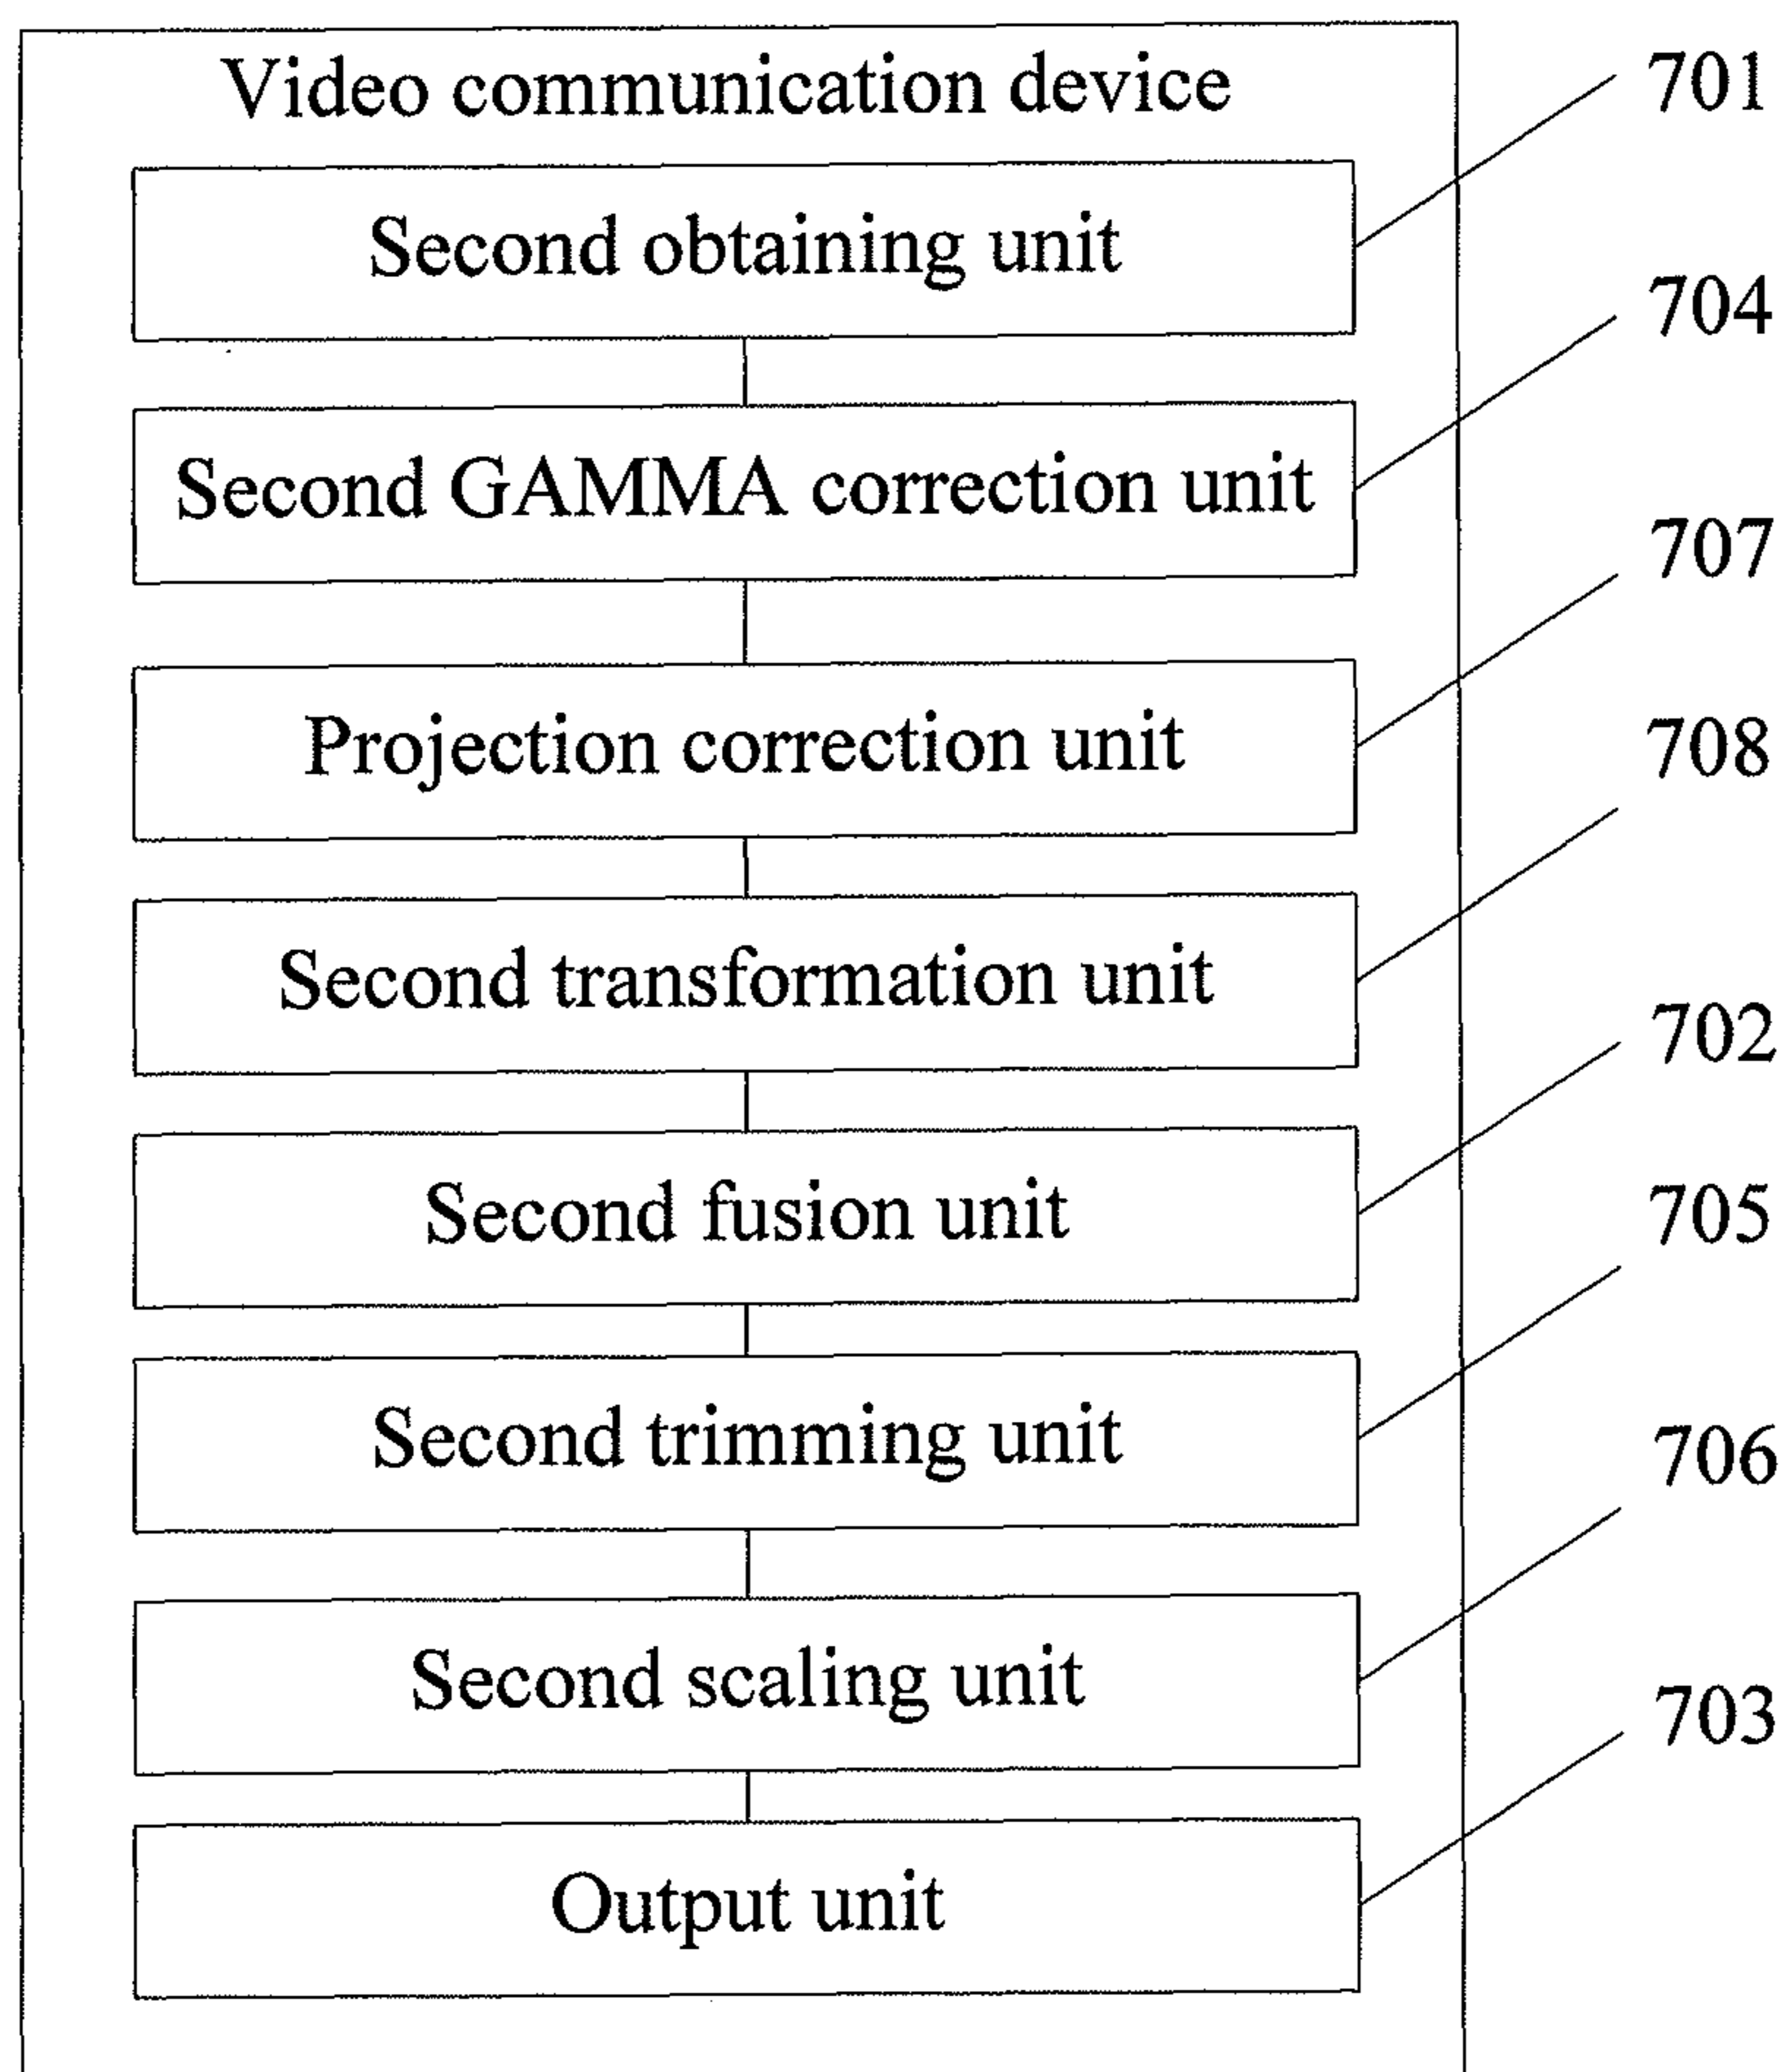 Video communication device
701
Second obtaining unit
704
Second GAMMA correction unit
707
Projection correction unit
708
Second transformation unit
702
Second fusion unit
705
Second trimming unit
706
Second scaling unit
703
Output unit